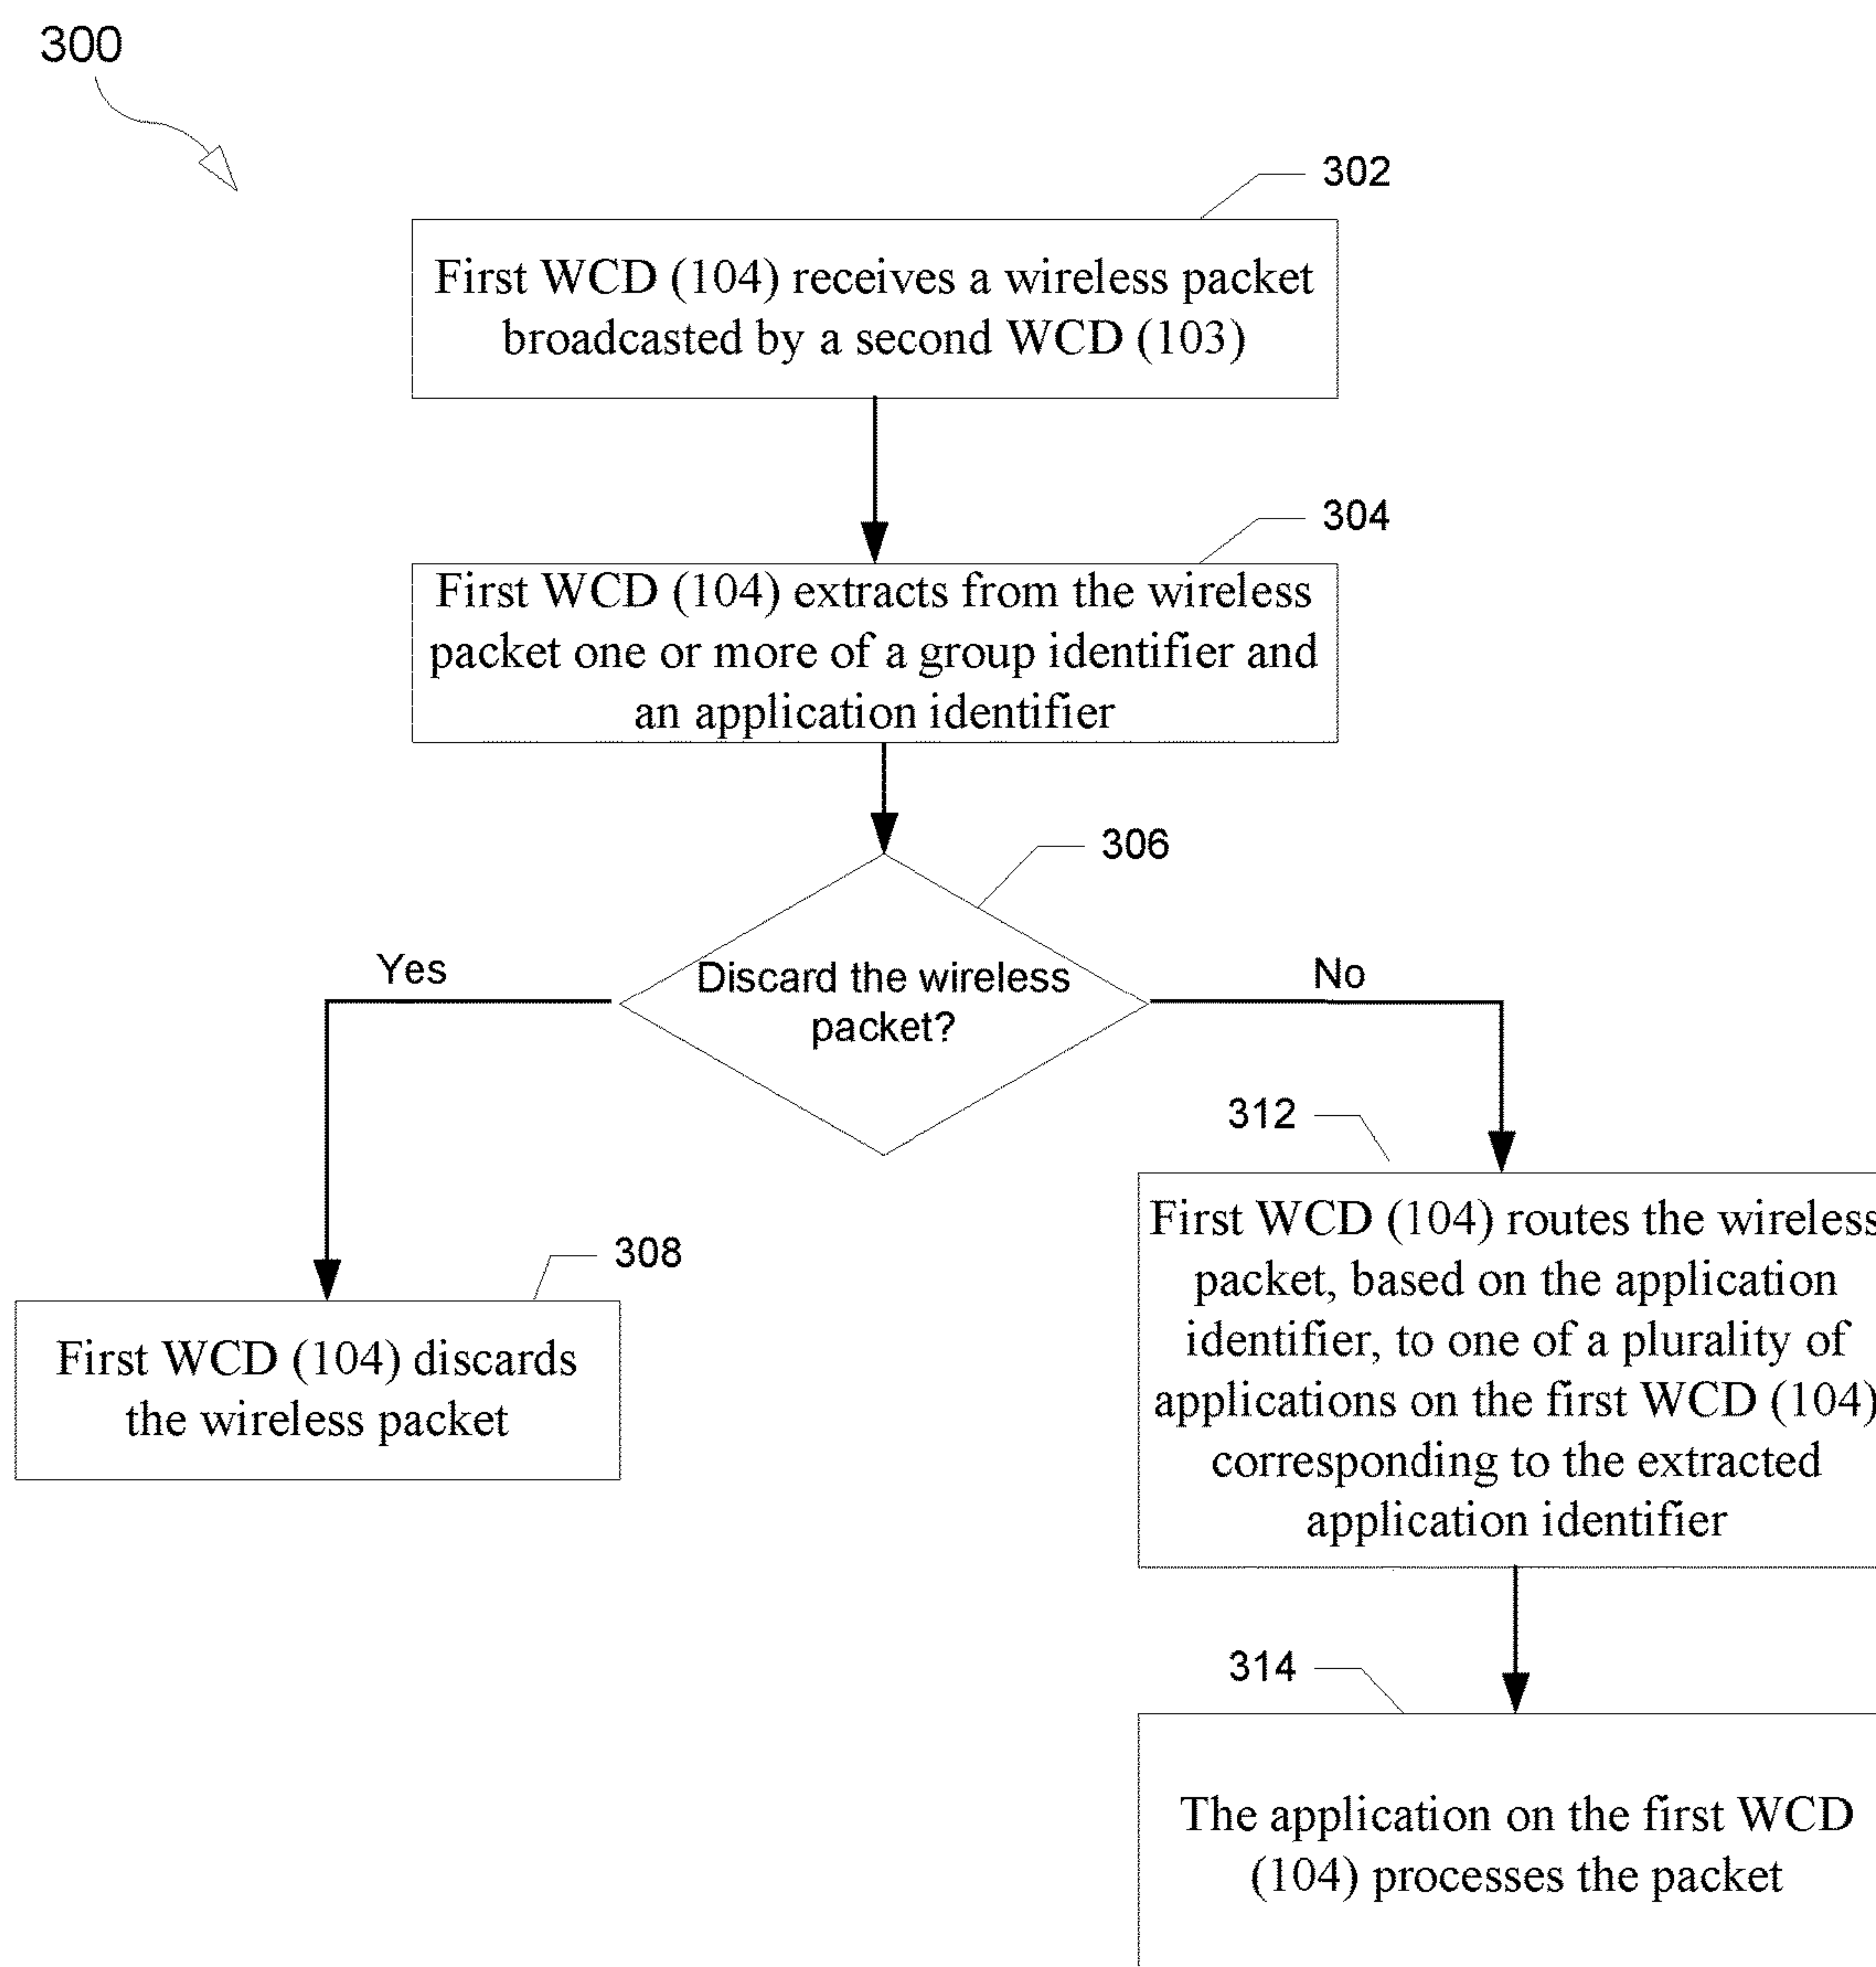 300
302
First WCD (104) receives a wireless packet
broadcasted by a second WCD (103)
304
First WCD (104) extracts from the wireless
packet one or more of a group identifier and
an application identifier
306
Discard the wireless
packet?
Yes
No
308
First WCD (104) discards
the wireless packet
312
First WCD (104) routes the wireless
packet, based on the application
identifier, to one of a plurality of
applications on the first WCD (104)
corresponding to the extracted
application identifier
314
The application on the first WCD
(104) processes the packet